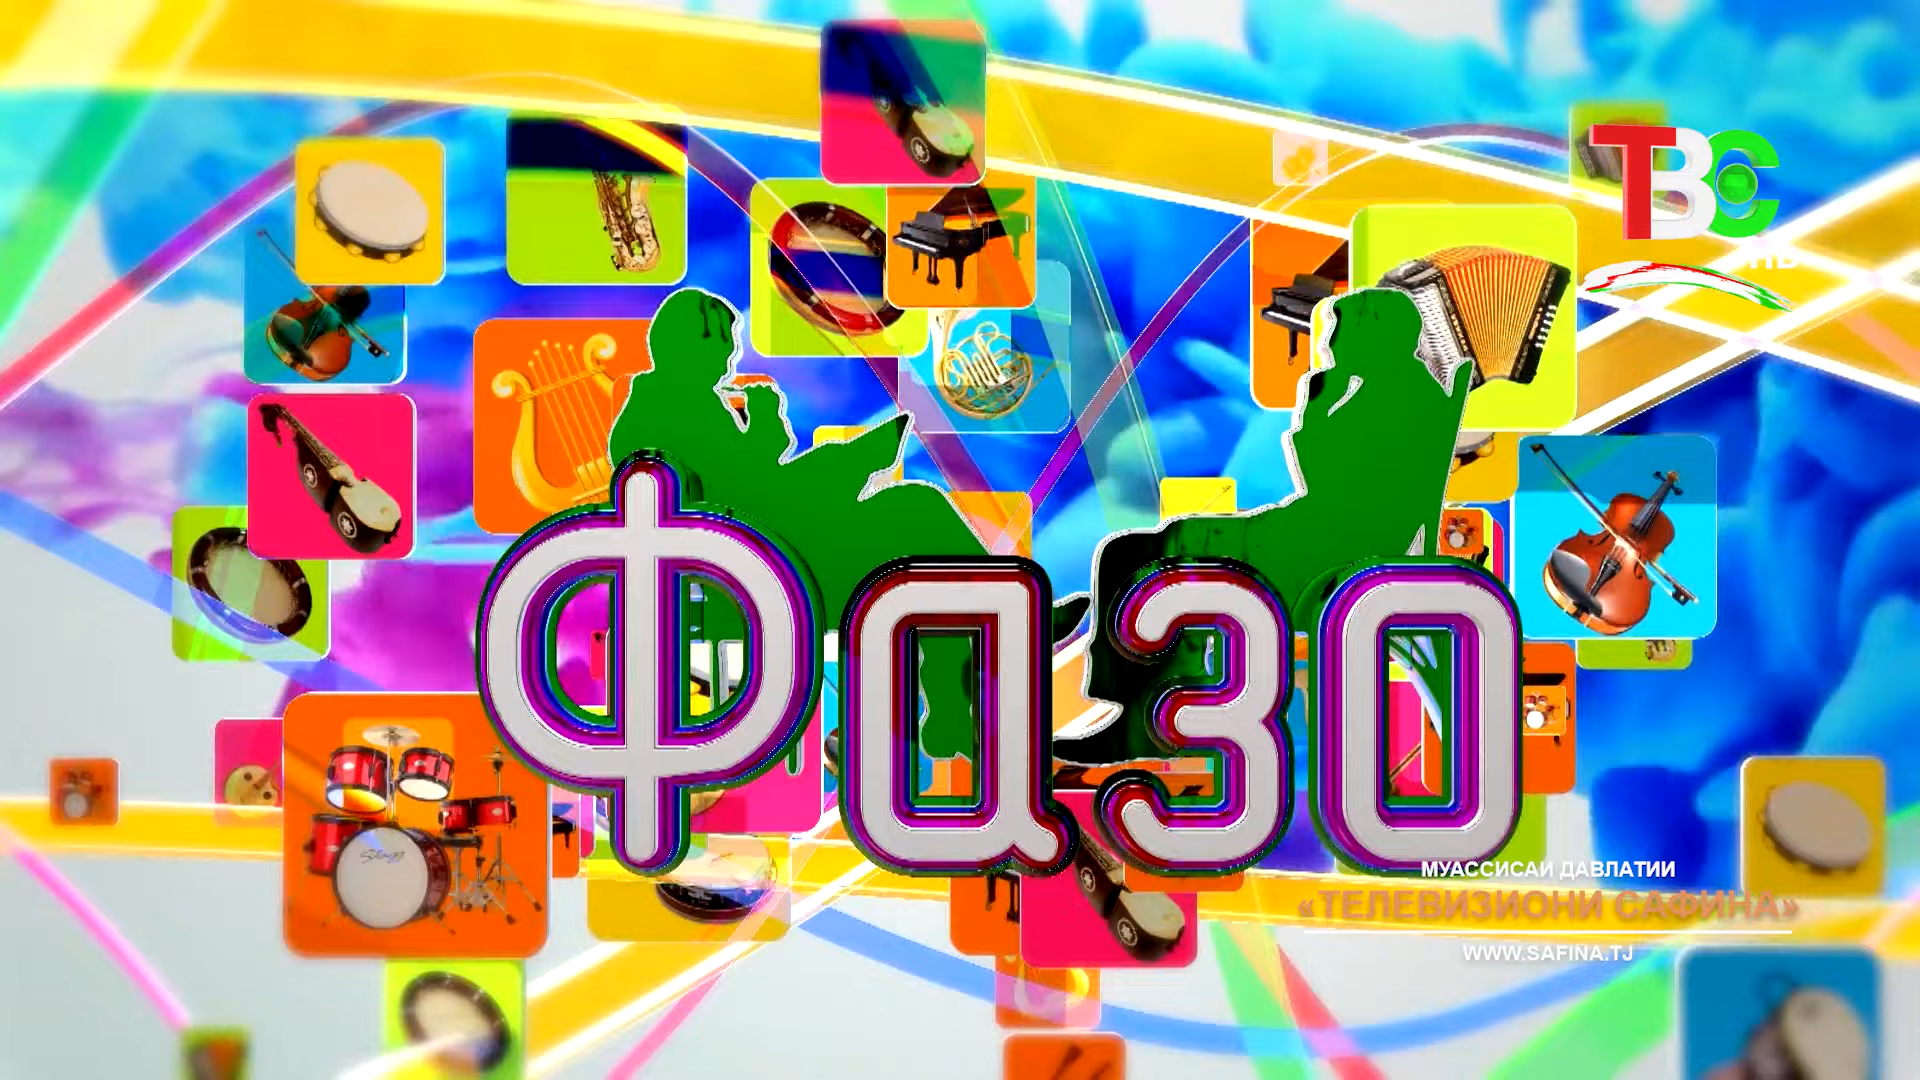 ТВС
Фазо
МУАССИСАИ ДАВЛАТИИ
«ТЕЛЕВИЗИОНИ САФИНА»
WWW.SAFINA.TJ